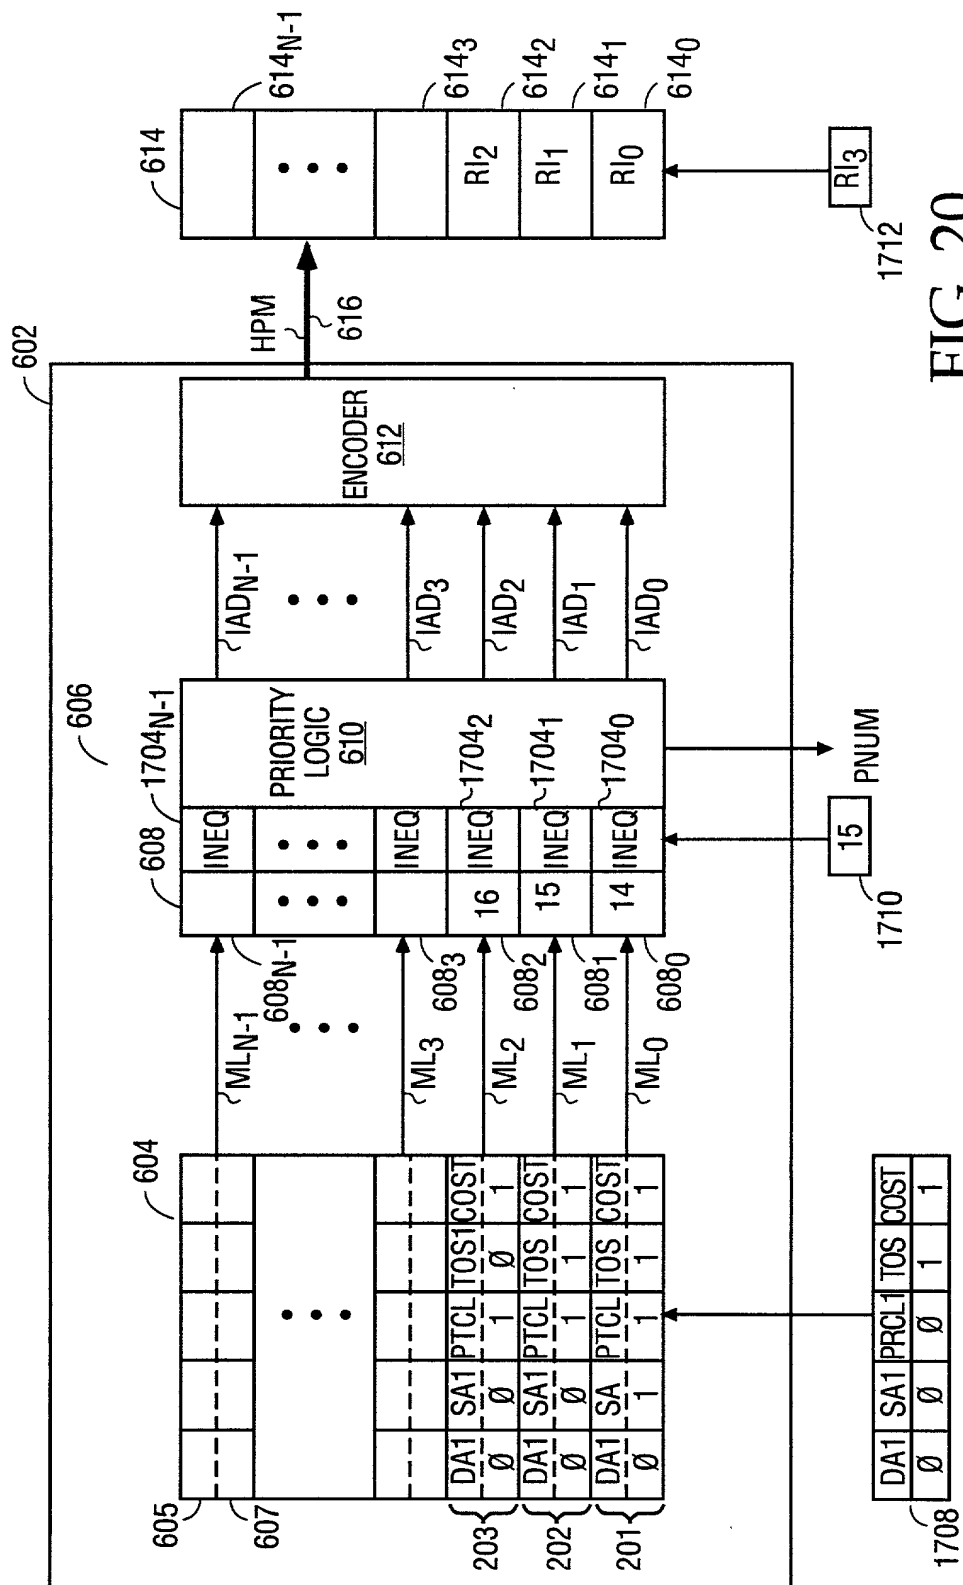 602
604
605
607
DA1 SA1 PTCL TOS1 COST
Ø Ø 1 Ø 1
DA1 SA1 PTCL TOS COST
Ø Ø 1 1 1
DA1 SA PTCL TOS COST
Ø 1 1 1 1
203
202
201
DA1 SA1 PRCL1 TOS COST
Ø Ø Ø 1 1
1708
MLN-1
ML3
ML2
ML1
ML0
606
608
1704N-1
608N-1
6083
6082
6081
6080
INEQ
INEQ
16 INEQ
15 INEQ
14 INEQ
PRIORITY
LOGIC
610
17042
17041
17040
15
1710
PNUM
IADN-1
IAD3
IAD2
IAD1
IAD0
ENCODER
612
HPM
616
614
614N-1
6143
6142
6141
6140
RI2
RI1
RI0
RI3
1712
FIG. 20